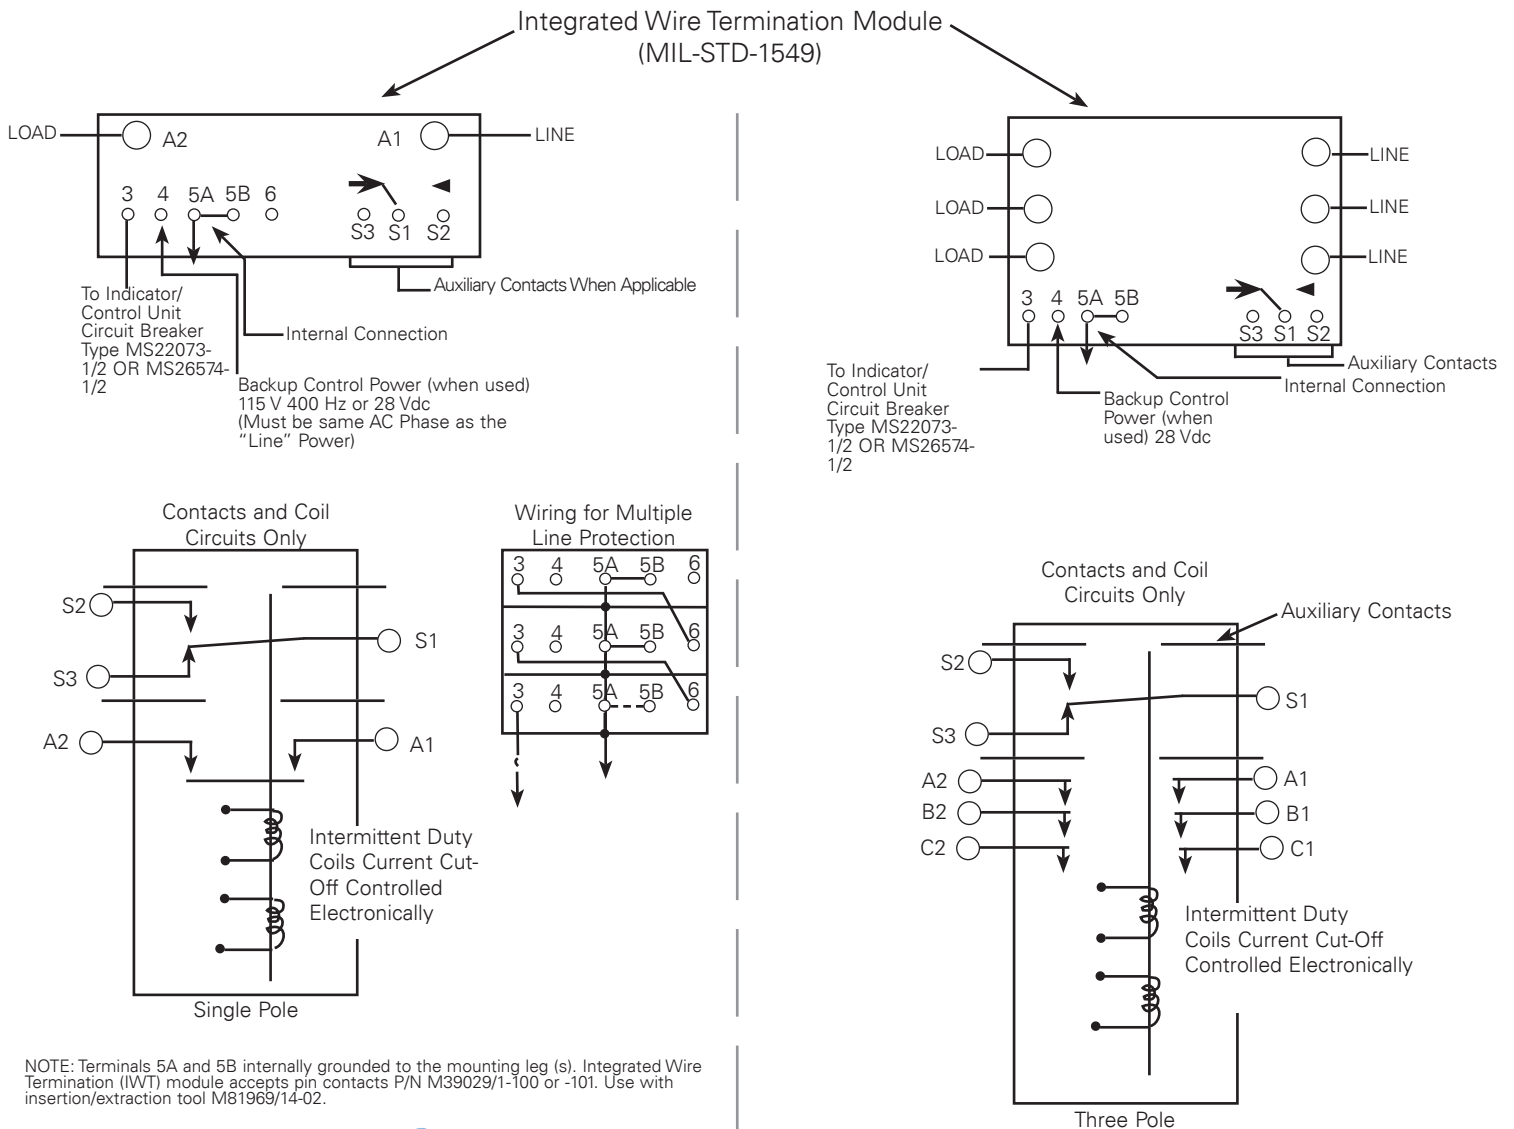 Integrated Wire Termination Module
(MIL-STD-1549)
LOAD
A2
A1
LINE
3 4 5A 5B 6
S3 S1 S2
To Indicator/
Control Unit
Circuit Breaker
Type MS22073-
1/2 OR MS26574-
1/2
Auxiliary Contacts When Applicable
Internal Connection
Backup Control Power (when used)
115 V 400 Hz or 28 Vdc
(Must be same AC Phase as the
“Line” Power)
Contacts and Coil
Circuits Only
S2
S1
S3
A2
A1
Intermittent Duty
Coils Current Cut-
Off Controlled
Electronically
Single Pole
Wiring for Multiple
Line Protection
3 4 5A 5B 6
3 4 5A 5B 6
3 4 5A 5B 6
NOTE: Terminals 5A and 5B internally grounded to the mounting leg (s). Integrated Wire
Termination (IWT) module accepts pin contacts P/N M39029/1-100 or -101. Use with
insertion/extraction tool M81969/14-02.
LOAD
LINE
LOAD
LINE
LOAD
LINE
3 4 5A 5B
S3 S1 S2
To Indicator/
Control Unit
Circuit Breaker
Type MS22073-
1/2 OR MS26574-
1/2
Auxiliary Contacts
Internal Connection
Backup Control
Power (when
used) 28 Vdc
Contacts and Coil
Circuits Only
Auxiliary Contacts
S2
S1
S3
A2
A1
B2
B1
C2
C1
Intermittent Duty
Coils Current Cut-Off
Controlled Electronically
Three Pole